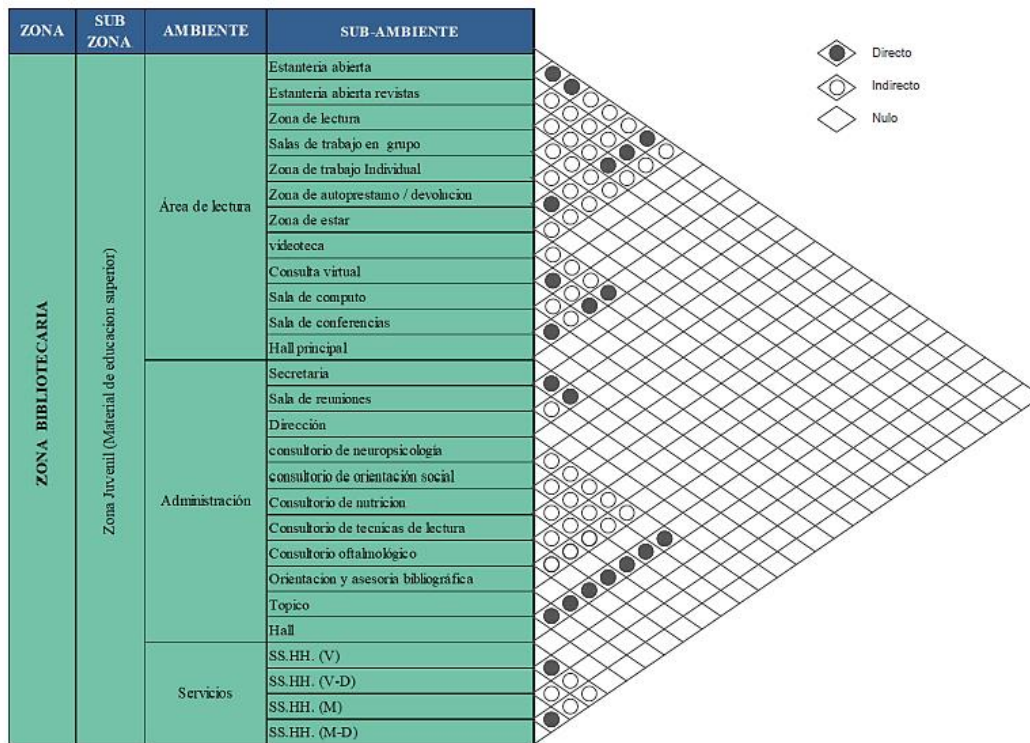 ZONA
SUB
ZONA
AMBIENTE
SUB-AMBIENTE
Directo
Indirecto
Nulo
ZONA BIBLIOTECARIA
Zona Juvenil (Material de educacion superior)
Área de lectura
Estanteria abierta
Estanteria abierta revistas
Zona de lectura
Salas de trabajo en grupo
Zona de trabajo Individual
Zona de autoprestamo / devolucion
Zona de estar
videoteca
Consulta virtual
Sala de computo
Sala de conferencias
Hall principal
Administración
Secretaria
Sala de reuniones
Dirección
consultorio de neuropsicología
consultorio de orientación social
Consultorio de nutricion
Consultorio de tecnicas de lectura
Consultorio oftalmológico
Orientacion y asesoria bibliográfica
Topico
Hall
Servicios
SS.HH. (V)
SS.HH. (V-D)
SS.HH. (M)
SS.HH. (M-D)